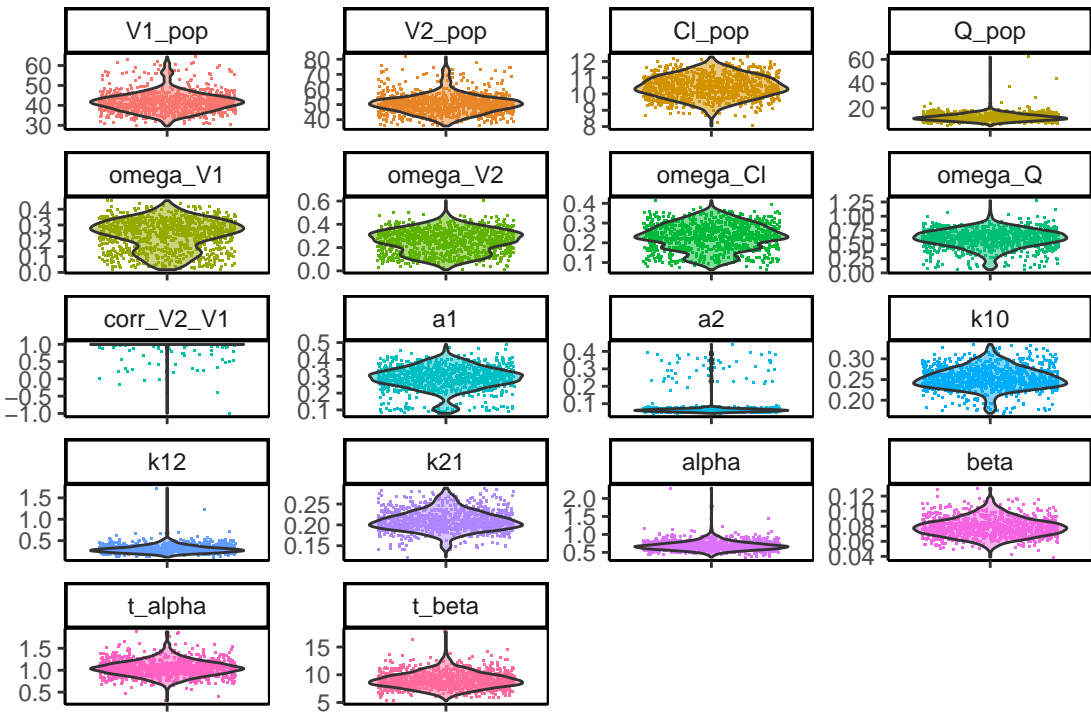 V1_pop V2_pop Cl_pop Q_pop
60 50 40 30
80 70 60 50 40
12 11 10 9 8
60 40 20
omega_V1 omega_V2 omega_Cl omega_Q
0.4 0.3 0.2 0.1 0.0
0.6 0.4 0.2 0.0
0.4 0.3 0.2 0.1
1.25 1.00 0.75 0.50 0.25 0.00
corr_V2_V1 a1 a2 k10
1.0 0.5 0.0 −0.5 −1.0
0.5 0.4 0.3 0.2 0.1
0.4 0.3 0.2 0.1
0.30 0.25 0.20
k12 k21 alpha beta
1.5 1.0 0.5
0.25 0.20 0.15
2.0 1.5 1.0 0.5
0.12 0.10 0.08 0.06 0.04
t_alpha t_beta
1.5 1.0 0.5
15 10 5